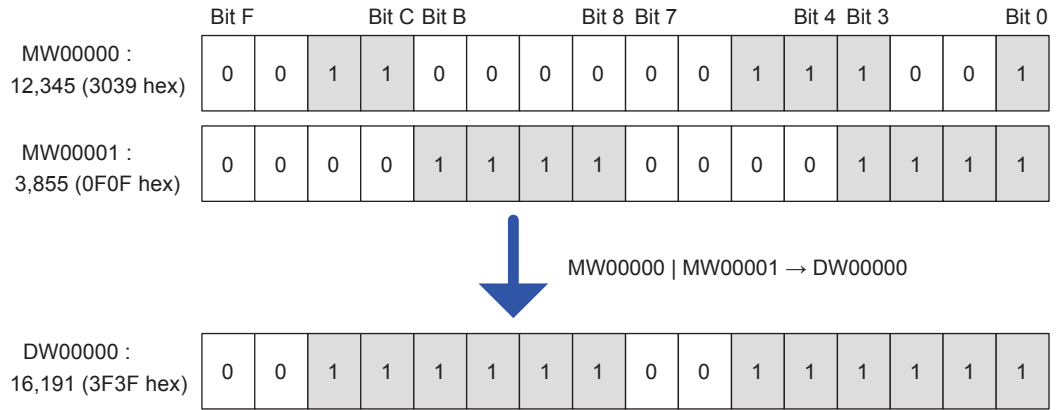 Bit F Bit C Bit B Bit 8 Bit 7 Bit 4 Bit 3 Bit 0
MW00000 :
12,345 (3039 hex)
0 0 1 1 0 0 0 0 0 0 1 1 1 0 0 1
MW00001 :
3,855 (0F0F hex)
0 0 0 0 1 1 1 1 0 0 0 0 1 1 1 1
MW00000 | MW00001 → DW00000
DW00000 :
16,191 (3F3F hex)
0 0 1 1 1 1 1 1 0 0 1 1 1 1 1 1